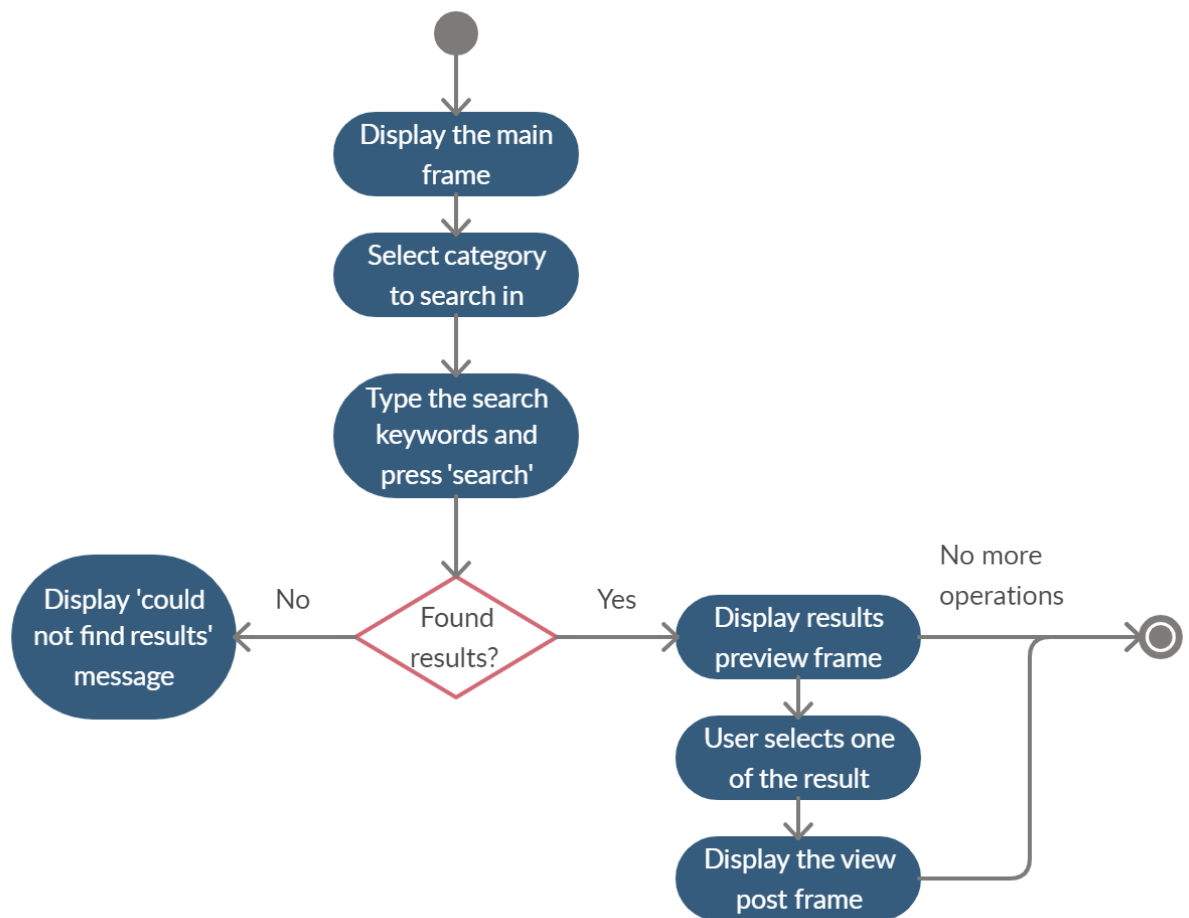 Display the main
frame
Select category
to search in
Type the search
keywords and
press 'search'
Found
results?
No
Display 'could
not find results'
message
Yes
Display results
preview frame
No more
operations
User selects one
of the result
Display the view
post frame